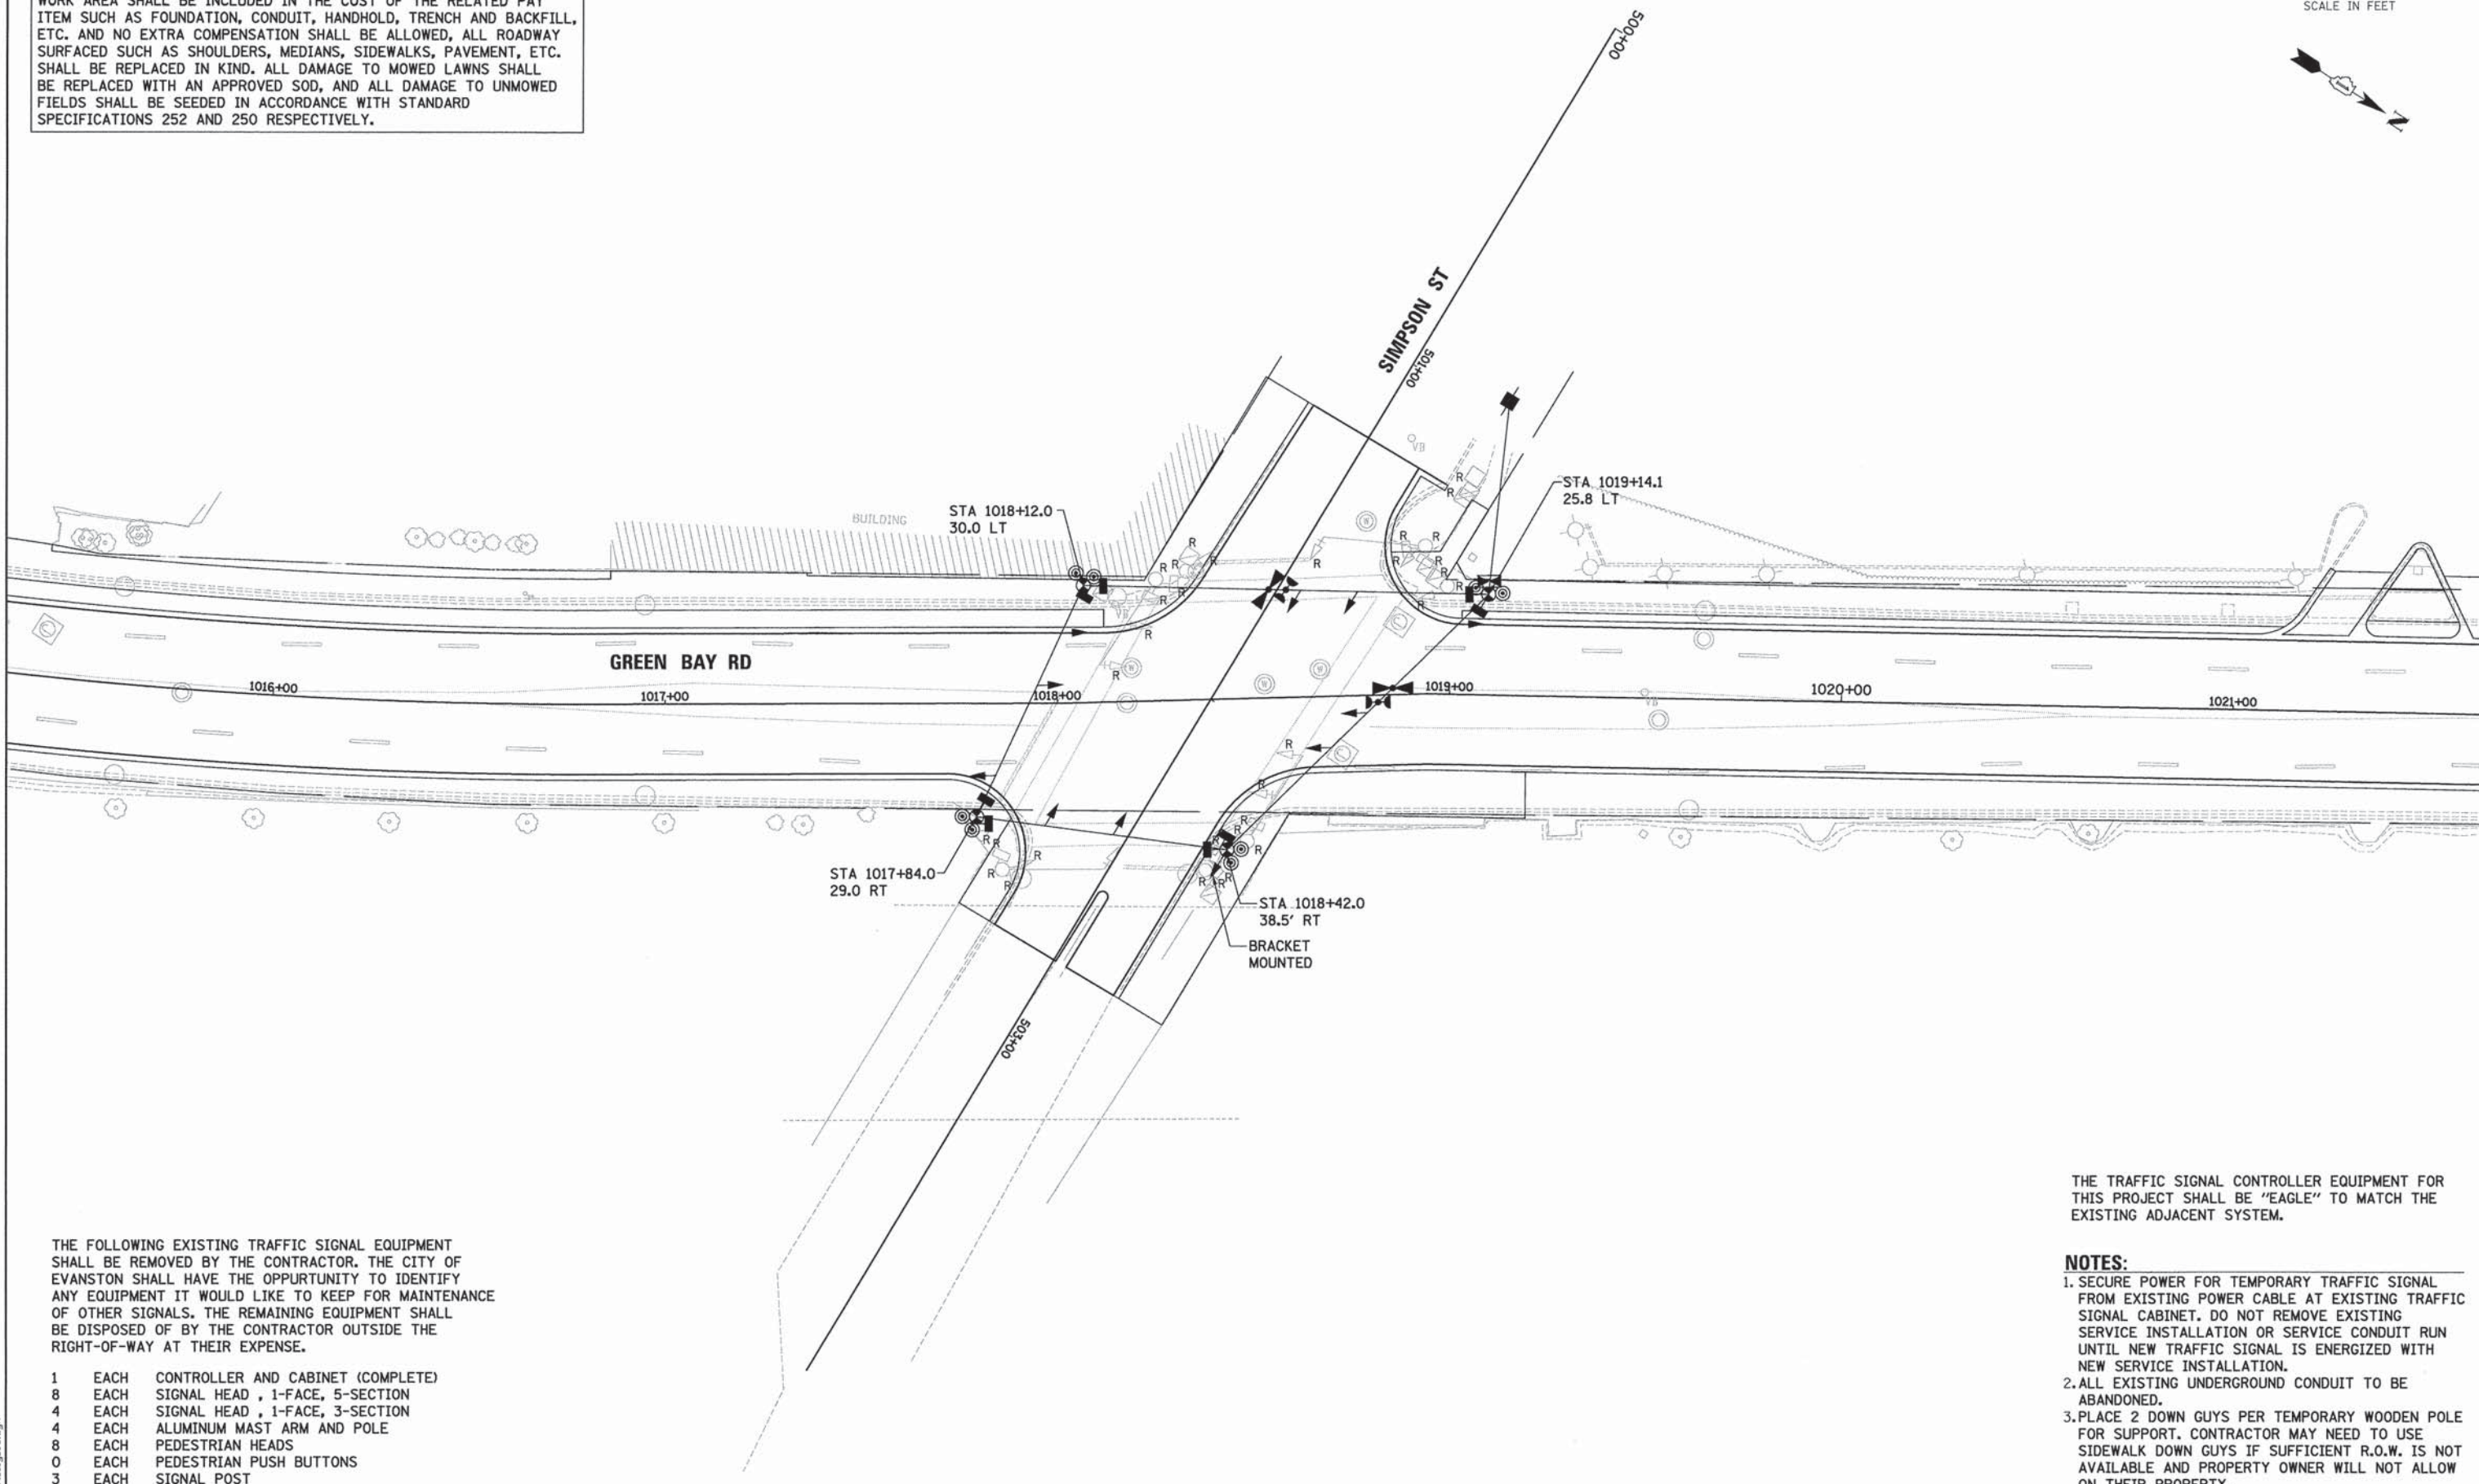 WORK AREA SHALL BE INCLUDED IN THE COST OF THE RELATED PAY
ITEM SUCH AS FOUNDATION, CONDUIT, HANDHOLD, TRENCH AND BACKFILL,
ETC. AND NO EXTRA COMPENSATION SHALL BE ALLOWED, ALL ROADWAY
SURFACED SUCH AS SHOULDERS, MEDIANS, SIDEWALKS, PAVEMENT, ETC.
SHALL BE REPLACED IN KIND. ALL DAMAGE TO MOWED LAWNS SHALL
BE REPLACED WITH AN APPROVED SOD, AND ALL DAMAGE TO UNMOWED
FIELDS SHALL BE SEEDED IN ACCORDANCE WITH STANDARD
SPECIFICATIONS 252 AND 250 RESPECTIVELY.
SCALE IN FEET
N
500+00
SIMPSON ST
501+00
VB
STA 1019+14.1
25.8 LT
STA 1018+12.0
30.0 LT
BUILDING
GREEN BAY RD
1016+00
1017+00
1018+00
1019+00
1020+00
1021+00
VB
STA 1017+84.0
29.0 RT
STA 1018+42.0
38.5' RT
BRACKET
MOUNTED
503+00
THE TRAFFIC SIGNAL CONTROLLER EQUIPMENT FOR
THIS PROJECT SHALL BE "EAGLE" TO MATCH THE
EXISTING ADJACENT SYSTEM.
THE FOLLOWING EXISTING TRAFFIC SIGNAL EQUIPMENT
SHALL BE REMOVED BY THE CONTRACTOR. THE CITY OF
EVANSTON SHALL HAVE THE OPPURTUNITY TO IDENTIFY
ANY EQUIPMENT IT WOULD LIKE TO KEEP FOR MAINTENANCE
OF OTHER SIGNALS. THE REMAINING EQUIPMENT SHALL
BE DISPOSED OF BY THE CONTRACTOR OUTSIDE THE
RIGHT-OF-WAY AT THEIR EXPENSE.
1 EACH CONTROLLER AND CABINET (COMPLETE)
8 EACH SIGNAL HEAD , 1-FACE, 5-SECTION
4 EACH SIGNAL HEAD , 1-FACE, 3-SECTION
4 EACH ALUMINUM MAST ARM AND POLE
8 EACH PEDESTRIAN HEADS
0 EACH PEDESTRIAN PUSH BUTTONS
3 EACH SIGNAL POST
NOTES:
1. SECURE POWER FOR TEMPORARY TRAFFIC SIGNAL
FROM EXISTING POWER CABLE AT EXISTING TRAFFIC
SIGNAL CABINET. DO NOT REMOVE EXISTING
SERVICE INSTALLATION OR SERVICE CONDUIT RUN
UNTIL NEW TRAFFIC SIGNAL IS ENERGIZED WITH
NEW SERVICE INSTALLATION.
2. ALL EXISTING UNDERGROUND CONDUIT TO BE
ABANDONED.
3. PLACE 2 DOWN GUYS PER TEMPORARY WOODEN POLE
FOR SUPPORT. CONTRACTOR MAY NEED TO USE
SIDEWALK DOWN GUYS IF SUFFICIENT R.O.W. IS NOT
AVAILABLE AND PROPERTY OWNER WILL NOT ALLOW
ON THEIR PROPERTY